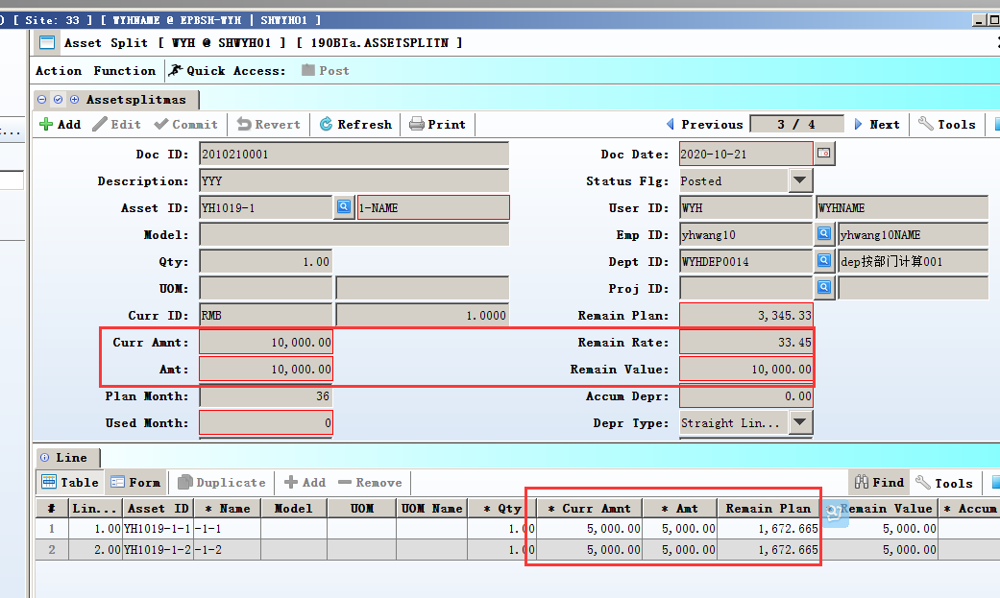 ) [ Site: 33 ] [ WYHNAME @ EPBSH-WYH | SHWYH01 ]
Asset Split [ WYH @ SHWYH01 ] [ 190BIa.ASSETSPLITN ]
Action Function Quick Access: Post
Assetsplitmas
Add Edit Commit Revert Refresh Print Previous 3 / 4 Next Tools
Doc ID: 2010210001 Doc Date: 2020-10-21
Description: YYY Status Flg: Posted
Asset ID: YH1019-1 1-NAME User ID: WYH WYHNAME
Model: Emp ID: yhwang10 yhwang10NAME
Qty: 1.00 Dept ID: WYHDEP0014 dep按部门计算001
UOM: Proj ID:
Curr ID: RMB 1.0000 Remain Plan: 3,345.33
Curr Amnt: 10,000.00 Remain Rate: 33.45
Amt: 10,000.00 Remain Value: 10,000.00
Plan Month: 36 Accum Depr: 0.00
Used Month: 0 Depr Type: Straight Lin...
Line
Table Form Duplicate Add Remove Find Tools
# Lin... Asset ID * Name Model UOM UOM Name * Qty * Curr Amnt * Amt Remain Plan Remain Value * Accum
1 1.00 YH1019-1-1 -1-1 1.00 5,000.00 5,000.00 1,672.665 5,000.00
2 2.00 YH1019-1-2 -1-2 1.00 5,000.00 5,000.00 1,672.665 5,000.00